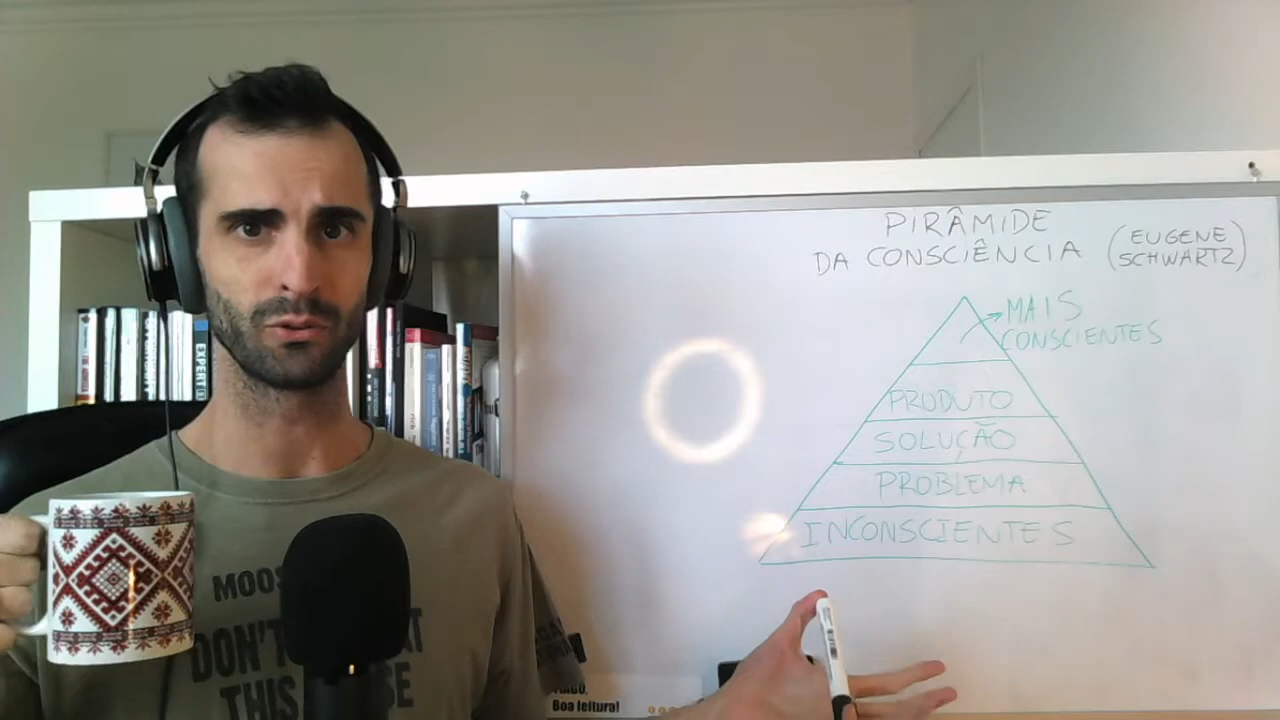 PIRÂMIDE
DA CONSCIÊNCIA
(EUGENE
SCHWARTZ)
MAIS
CONSCIENTES
PRODUTO
SOLUÇÃO
PROBLEMA
INCONSCIENTES
EXPERT
DON'T
THIS
Boa leitura!